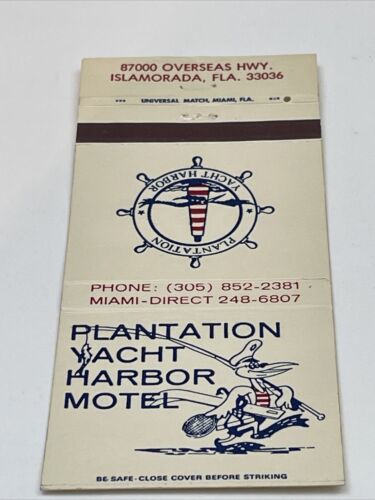 87000 OVERSEAS HWY.
ISLAMORADA, FLA. 33036
UNIVERSAL MATCH, MIAMI, FLA.
YACHT HARBOR
PLANTATION
PHONE: (305) 852-2381
MIAMI-DIRECT 248-6807
PLANTATION
YACHT
HARBOR
MOTEL
BE SAFE-CLOSE COVER BEFORE STRIKING